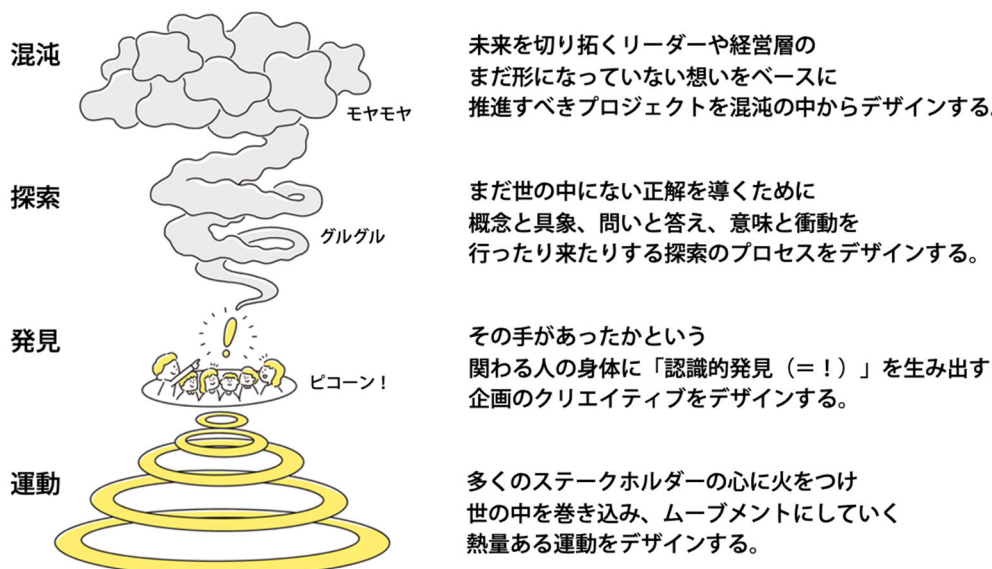 混沌
モヤモヤ
未来を切り拓くリーダーや経営層の
まだ形になっていない想いをベースに
推進すべきプロジェクトを混沌の中からデザインする。
探索
グルグル
まだ世の中にない正解を導くために
概念と具象、問いと答え、意味と衝動を
行ったり来たりする探索のプロセスをデザインする。
発見
!
ピコーン！
その手があったかという
関わる人の身体に「認識的発見（＝！）」を生み出す
企画のクリエイティブをデザインする。
運動
多くのステークホルダーの心に火をつけ
世の中を巻き込み、ムーブメントにしていく
熱量ある運動をデザインする。